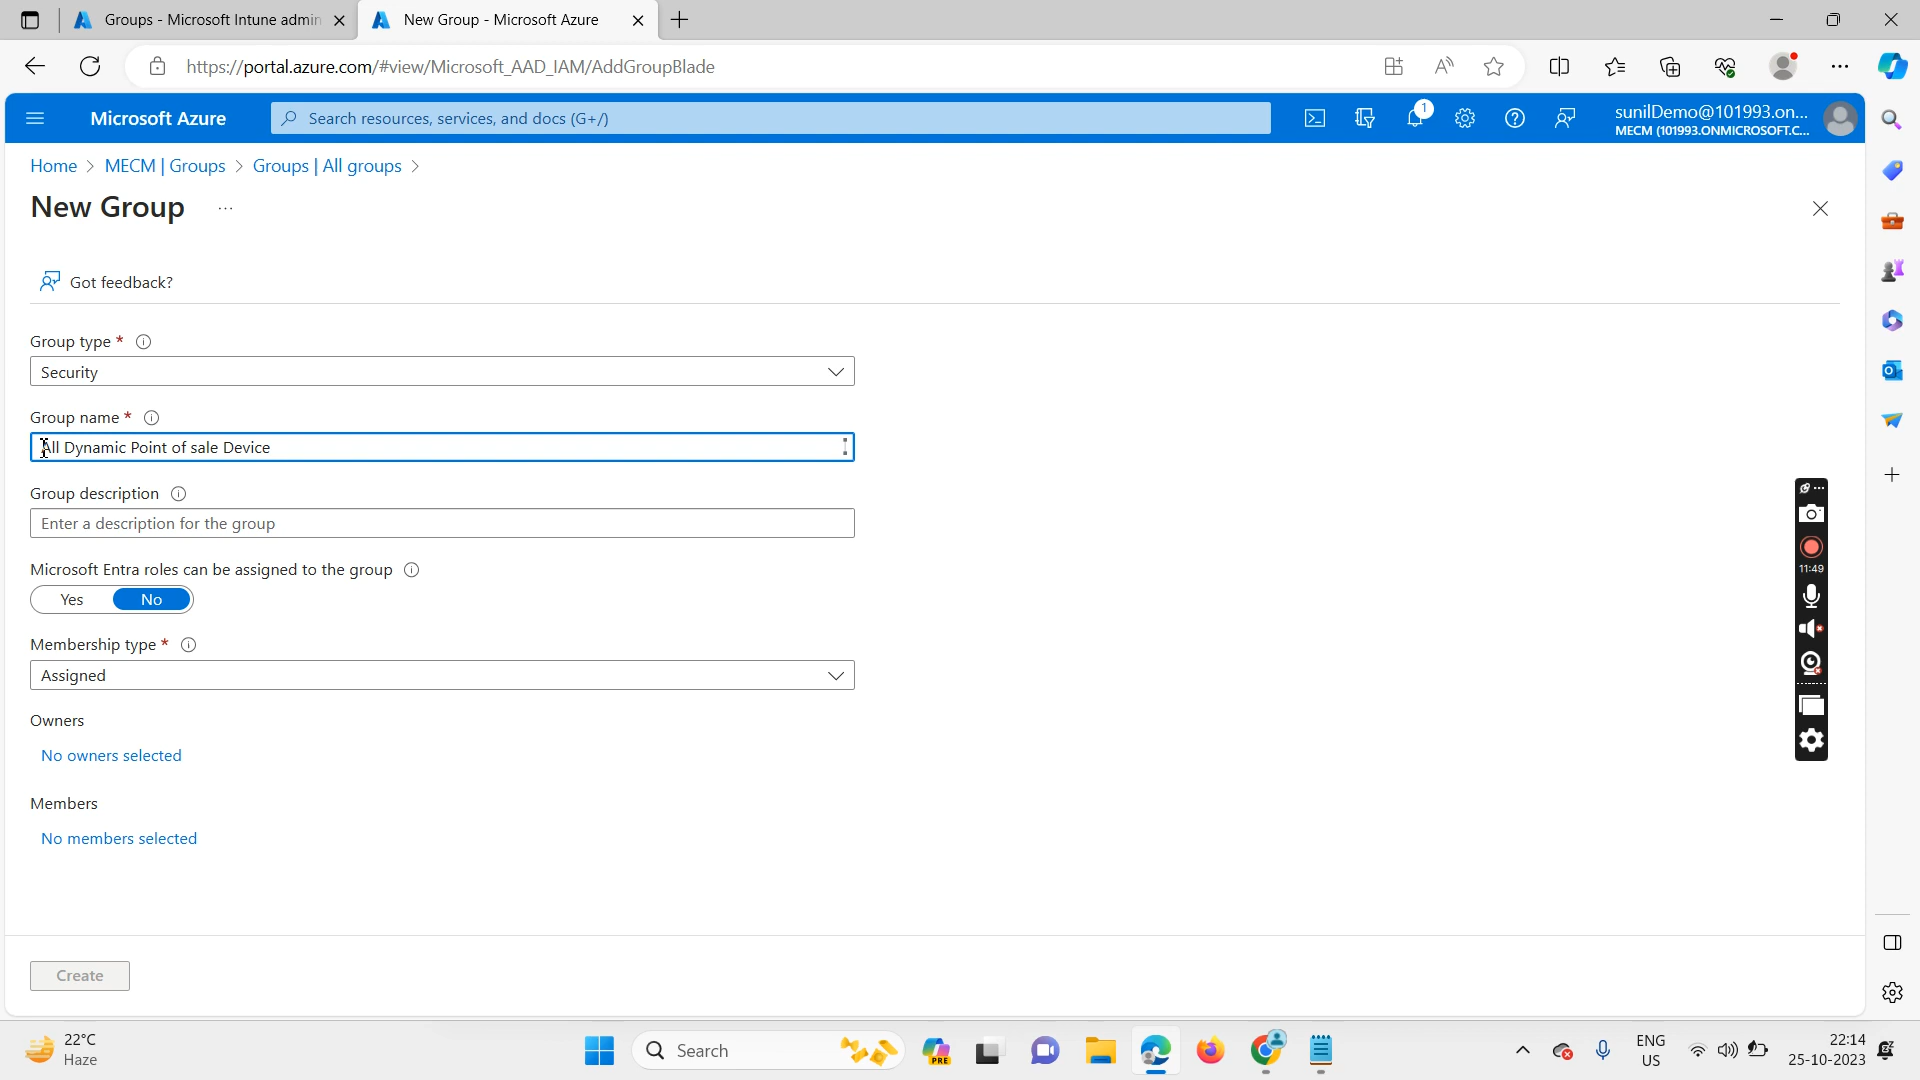 Groups - Microsoft Intune admin
New Group - Microsoft Azure
https://portal.azure.com/#view/Microsoft_AAD_IAM/AddGroupBlade
Microsoft Azure
Search resources, services, and docs (G+/)
1
sunilDemo@101993.on...
MECM (101993.ONMICROSOFT.C...
Home > MECM | Groups > Groups | All groups >
New Group ...
Got feedback?
Group type *
Security
Group name *
All Dynamic Point of sale Device
Group description
Enter a description for the group
Microsoft Entra roles can be assigned to the group
Yes No
11:49
Membership type *
Assigned
Owners
No owners selected
Members
No members selected
Create
22°C
Haze
Search
PRE
ENG
US
22:14
25-10-2023